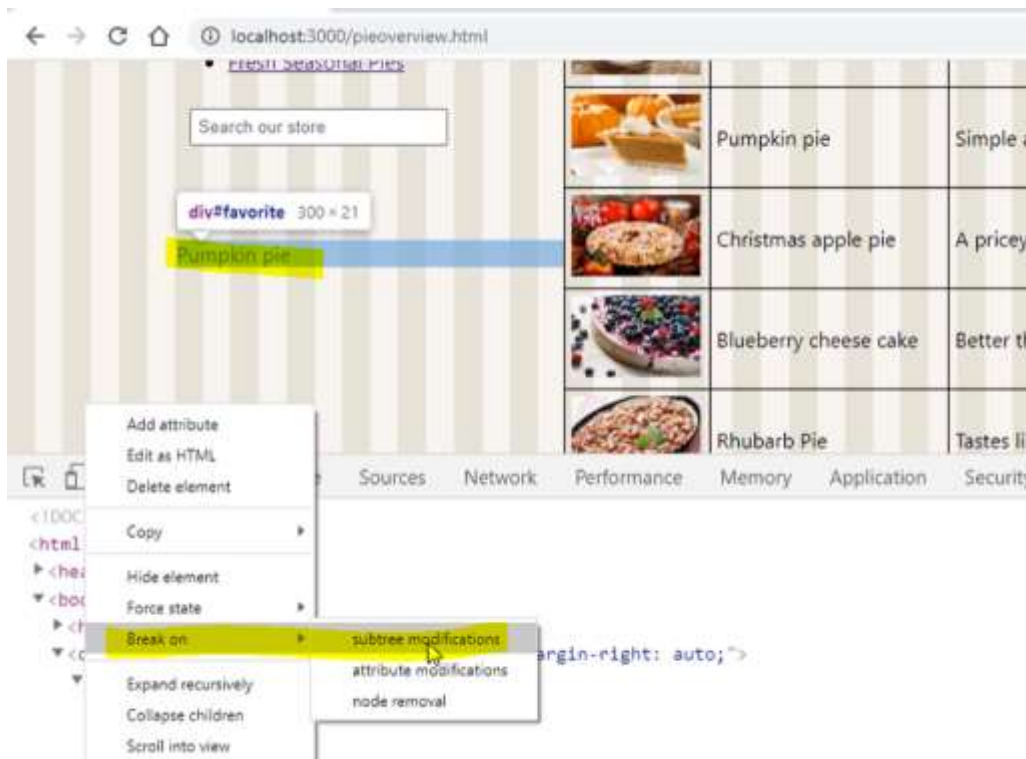 localhost:3000/pieoverview.html
Fresh Seasonal Pies
Search our store
div#favorite 300 × 21
Pumpkin pie
Pumpkin pie
Simple
Christmas apple pie
A pricey
Blueberry cheese cake
Better
Rhubarb Pie
Tastes
Sources Network Performance Memory Application Security
<html
<hea
<boo
argin-right: auto;">
Add attribute
Edit as HTML
Delete element
Copy
Hide element
Force state
Break on
Expand recursively
Collapse children
Scroll into view
subtree modifications
attribute modifications
node removal